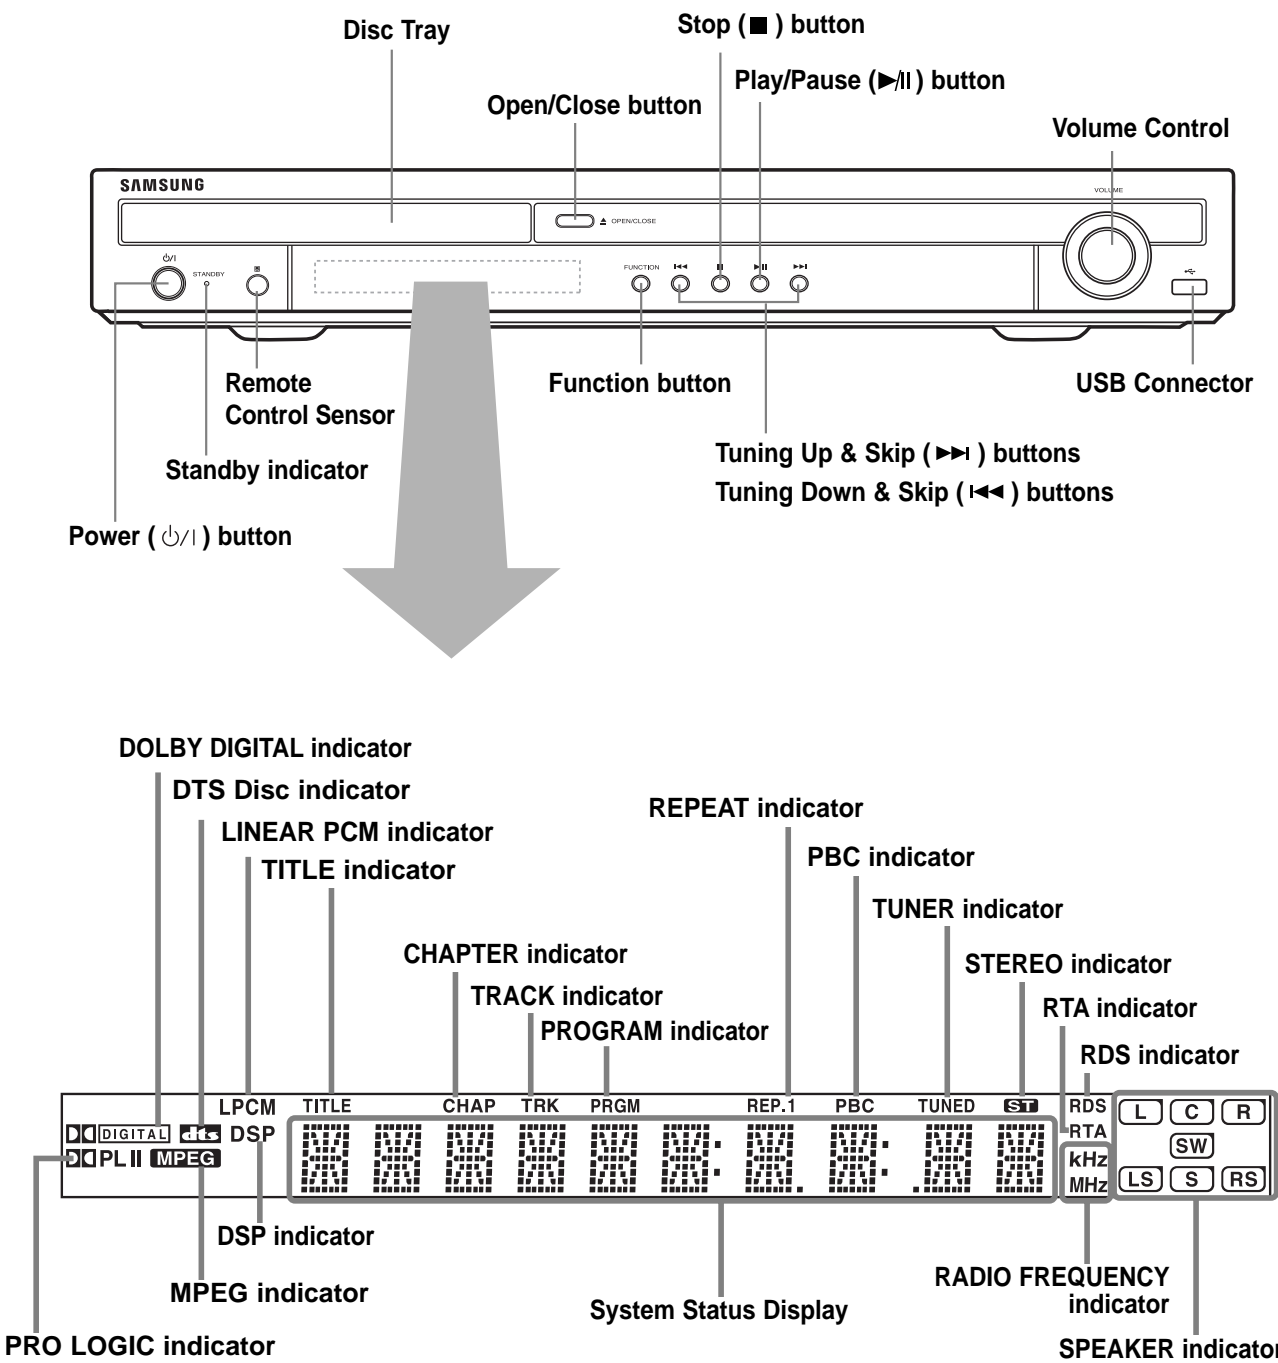 Disc Tray
Stop ( ■ ) button
Play/Pause (►/II ) button
Open/Close button
Volume Control
SAMSUNG
VOLUME
OPEN/CLOSE
STANDBY
FUNCTION
Remote
Control Sensor
Function button
USB Connector
Standby indicator
Tuning Up & Skip ( ►►I ) buttons
Tuning Down & Skip ( I◄◄ ) buttons
Power ( ⏻/I ) button
DOLBY DIGITAL indicator
DTS Disc indicator
REPEAT indicator
LINEAR PCM indicator
PBC indicator
TITLE indicator
TUNER indicator
CHAPTER indicator
STEREO indicator
TRACK indicator
RTA indicator
PROGRAM indicator
RDS indicator
LPCM TITLE CHAP TRK PRGM REP.1 PBC TUNED ST RDS
L C R
DIGITAL dts DSP RTA
SW
PL II MPEG kHz
MHz
LS S RS
DSP indicator
MPEG indicator
RADIO FREQUENCY
indicator
System Status Display
PRO LOGIC indicator
SPEAKER indicator